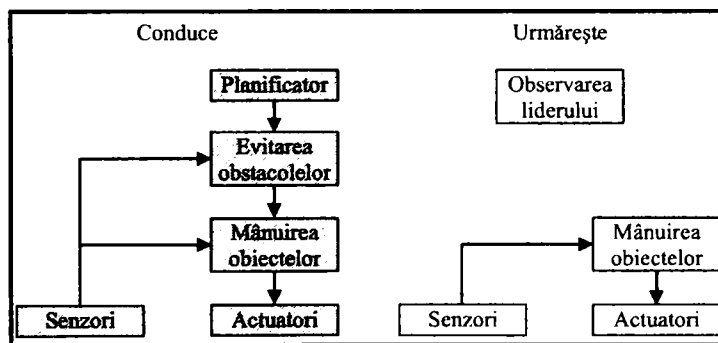 Conduce
Urmărește
Planificator
Observarea
liderului
Evitarea
obstacolelor
Mânuirea
obiectelor
Mânuirea
obiectelor
Senzori
Actuatori
Senzori
Actuatori